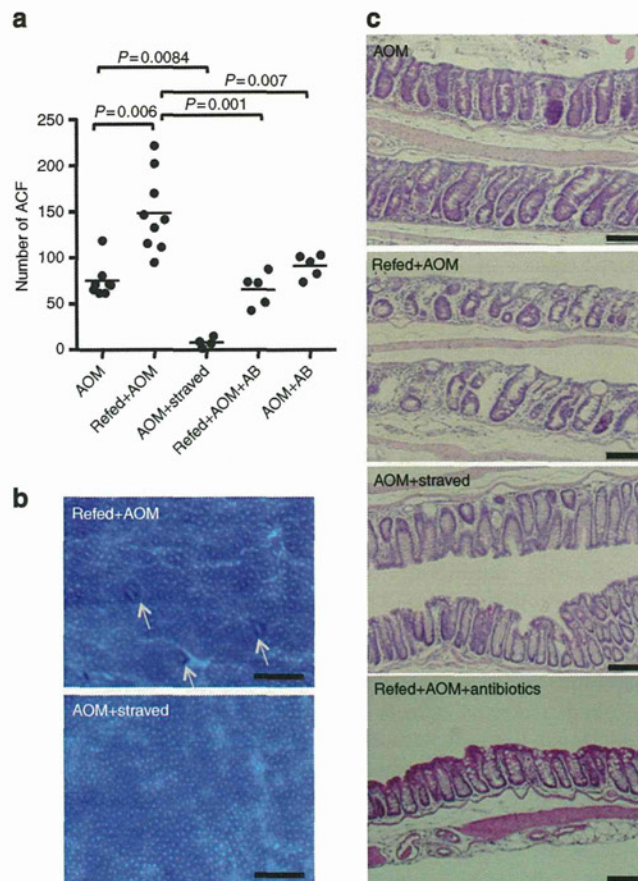 a
P=0.0084
P=0.007
P=0.006
P=0.001
Number of ACF
250
200
150
100
50
0
AOM
Refed+AOM
AOM+straved
Refed+AOM+AB
AOM+AB
b
Refed+AOM
AOM+straved
c
AOM
Refed+AOM
AOM+straved
Refed+AOM+antibiotics